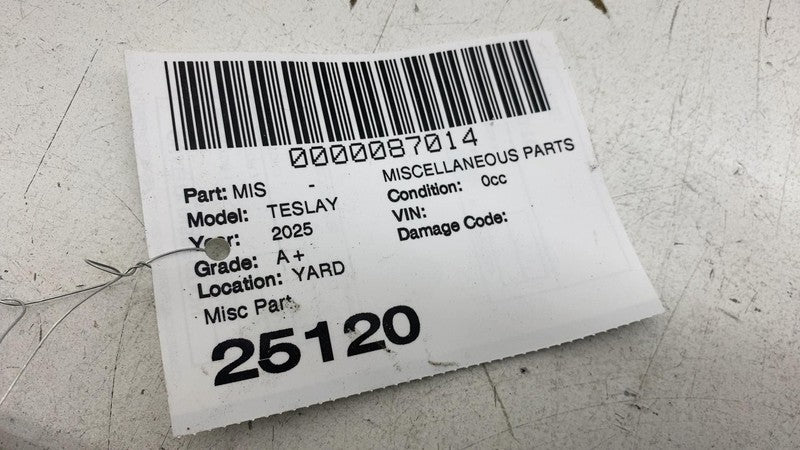 0000087014
Part: MIS - MISCELLANEOUS PARTS
Model: TESLAY Condition: 0cc
Year: 2025 VIN:
Grade: A+ Damage Code:
Location: YARD
Misc Part
25120